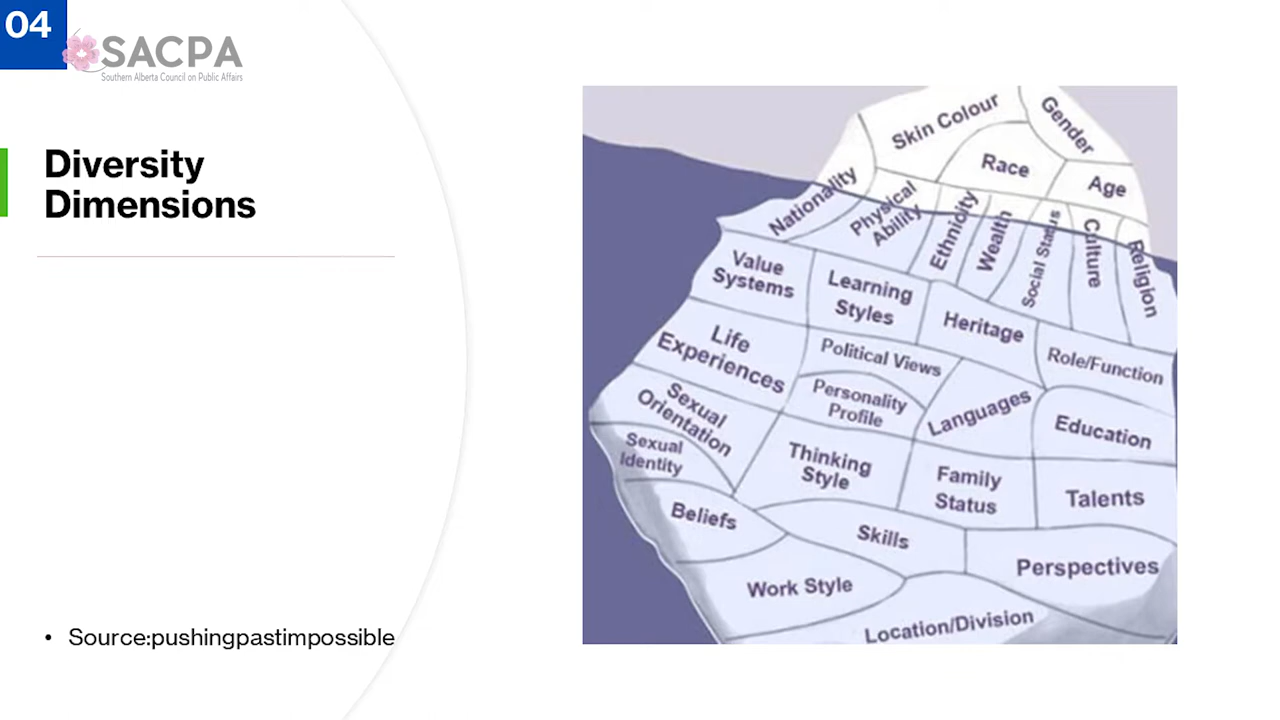 04
SACPA
Southern Alberta Council on Public Affairs
Diversity
Dimensions
Skin Colour
Gender
Race
Age
Nationality
Physical
Ability
Ethnicity
Wealth
Social Status
Culture
Religion
Value
Systems
Learning
Styles
Heritage
Role/Function
Life
Experiences
Political Views
Personality
Profile
Languages
Education
Sexual
Orientation
Sexual
Identity
Thinking
Style
Family
Status
Talents
Beliefs
Skills
Perspectives
Work Style
Location/Division
• Source:pushingpastimpossible